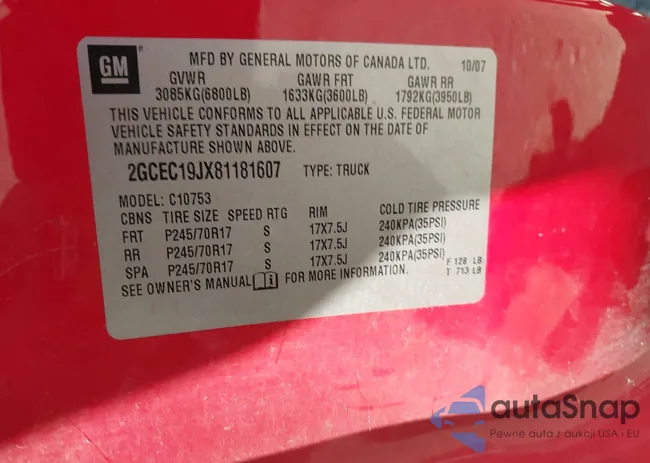 GM
MFD BY GENERAL MOTORS OF CANADA LTD. 10/07
GVWR GAWR FRT GAWR RR
3085KG(6800LB) 1633KG(3600LB) 1792KG(3950LB)
THIS VEHICLE CONFORMS TO ALL APPLICABLE U.S. FEDERAL MOTOR
VEHICLE SAFETY STANDARDS IN EFFECT ON THE DATE OF
MANUFACTURE SHOWN ABOVE.
2GCEC19JX81181607 TYPE: TRUCK
MODEL: C10753
CBNS TIRE SIZE SPEED RTG RIM COLD TIRE PRESSURE
FRT P245/70R17 S 17X7.5J 240KPA(35PSI)
RR P245/70R17 S 17X7.5J 240KPA(35PSI)
SPA P245/70R17 S 17X7.5J 240KPA(35PSI)
F 128 LB
SEE OWNER'S MANUAL i FOR MORE INFORMATION. T 713 LB
autaSnap
Pewne auta z aukcji USA i EU